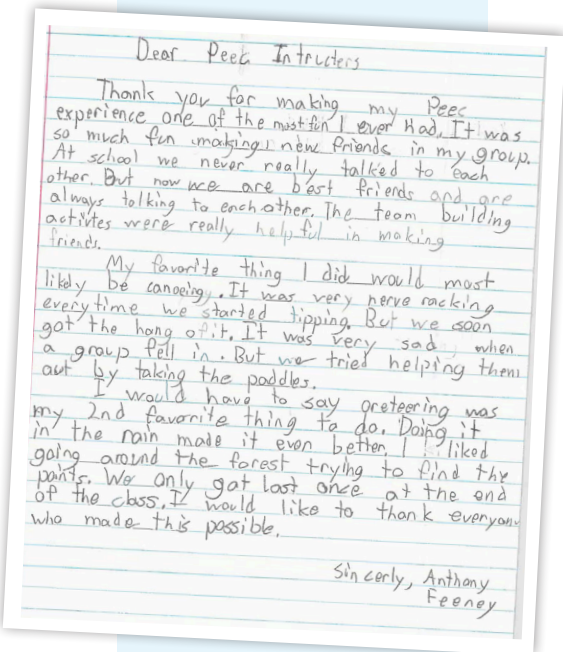 Dear Peec Intructers
Thank you for making my Peec
experience one of the most fun I ever Had. It was
so much fun making new friends in my group.
At school we never really talked to each
other. But now we are best friends and are
always talking to each other. The team building
activtes were really helpful in making
friends.
My favorite thing I did would most
likely be canoeing. It was very nerve racking
everytime we started tipping. But we soon
got the hang of it. It was very sad when
a group fell in. But we tried helping them
out by taking the paddles.
I would have to say oreteering was
my 2nd favorite thing to do. Doing it
in the rain made it even better. I liked
going around the forest trying to find the
points. We only got lost once at the end
of the class. I would like to thank everyone
who made this possible.
Sincerly, Anthony
Feeney